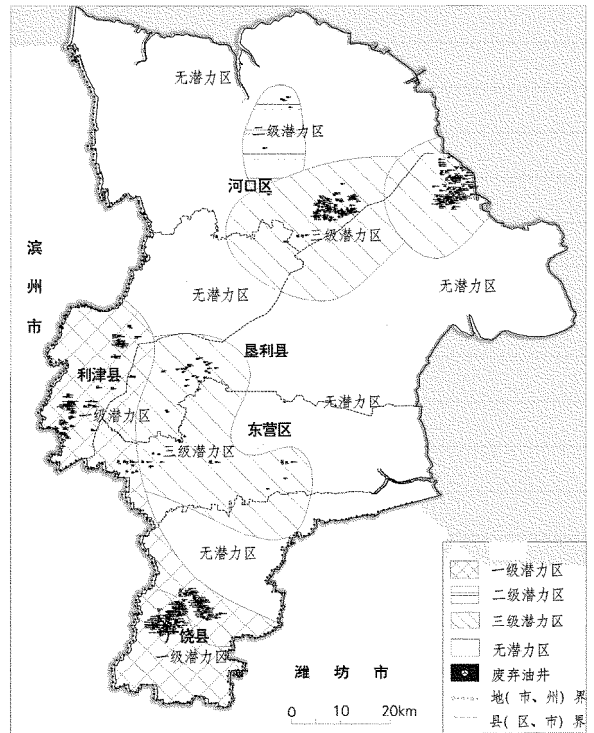 无潜力区
二级潜力区
河口区
三级潜力区
滨州市
无潜力区
无潜力区
垦利县
利津县
无潜力区
一级潜力区
东营区
三级潜力区
无潜力区
广饶县
一级潜力区
潍坊市
0 10 20km
一级潜力区
二级潜力区
三级潜力区
无潜力区
废弃油井
地(市、州)界
县(区、市)界